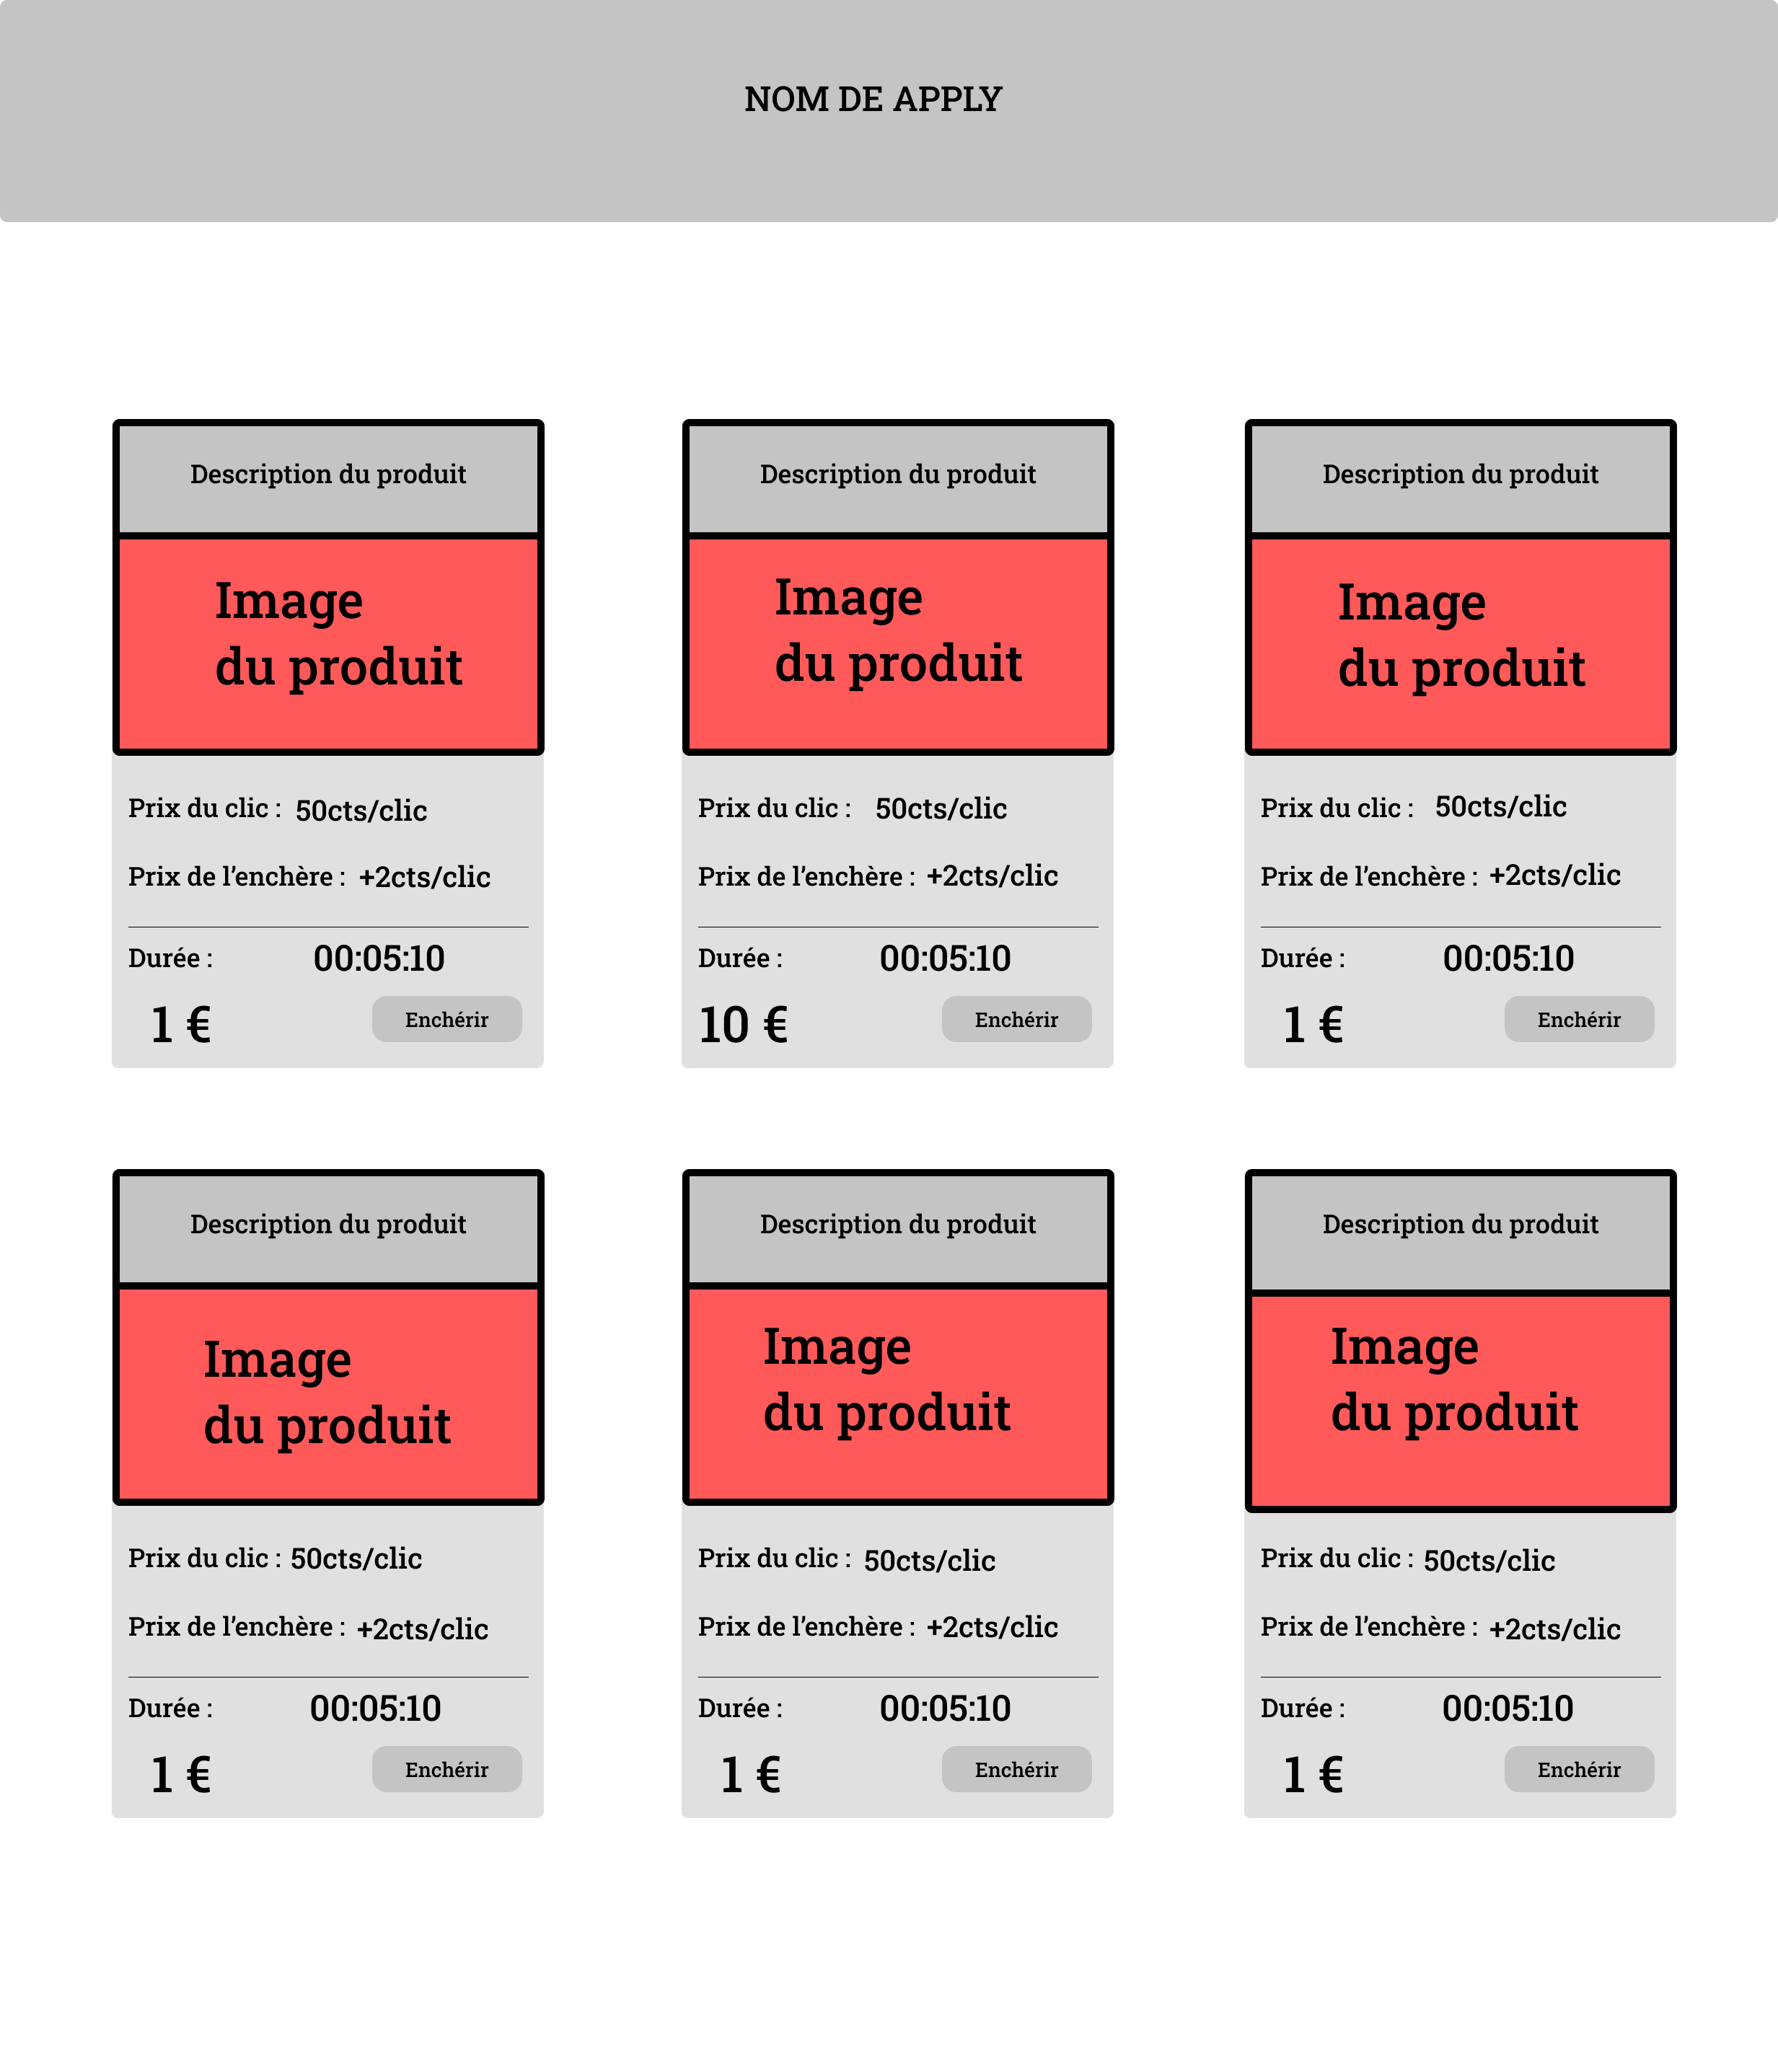 NOM DE APPLY
Description du produit
Image
du produit
Prix du clic : 50cts/clic
Prix de l’enchère : +2cts/clic
Durée : 00:05:10
1 € Enchérir
Description du produit
Image
du produit
Prix du clic : 50cts/clic
Prix de l’enchère : +2cts/clic
Durée : 00:05:10
10 € Enchérir
Description du produit
Image
du produit
Prix du clic : 50cts/clic
Prix de l’enchère : +2cts/clic
Durée : 00:05:10
1 € Enchérir
Description du produit
Image
du produit
Prix du clic : 50cts/clic
Prix de l’enchère : +2cts/clic
Durée : 00:05:10
1 € Enchérir
Description du produit
Image
du produit
Prix du clic : 50cts/clic
Prix de l’enchère : +2cts/clic
Durée : 00:05:10
1 € Enchérir
Description du produit
Image
du produit
Prix du clic : 50cts/clic
Prix de l’enchère : +2cts/clic
Durée : 00:05:10
1 € Enchérir